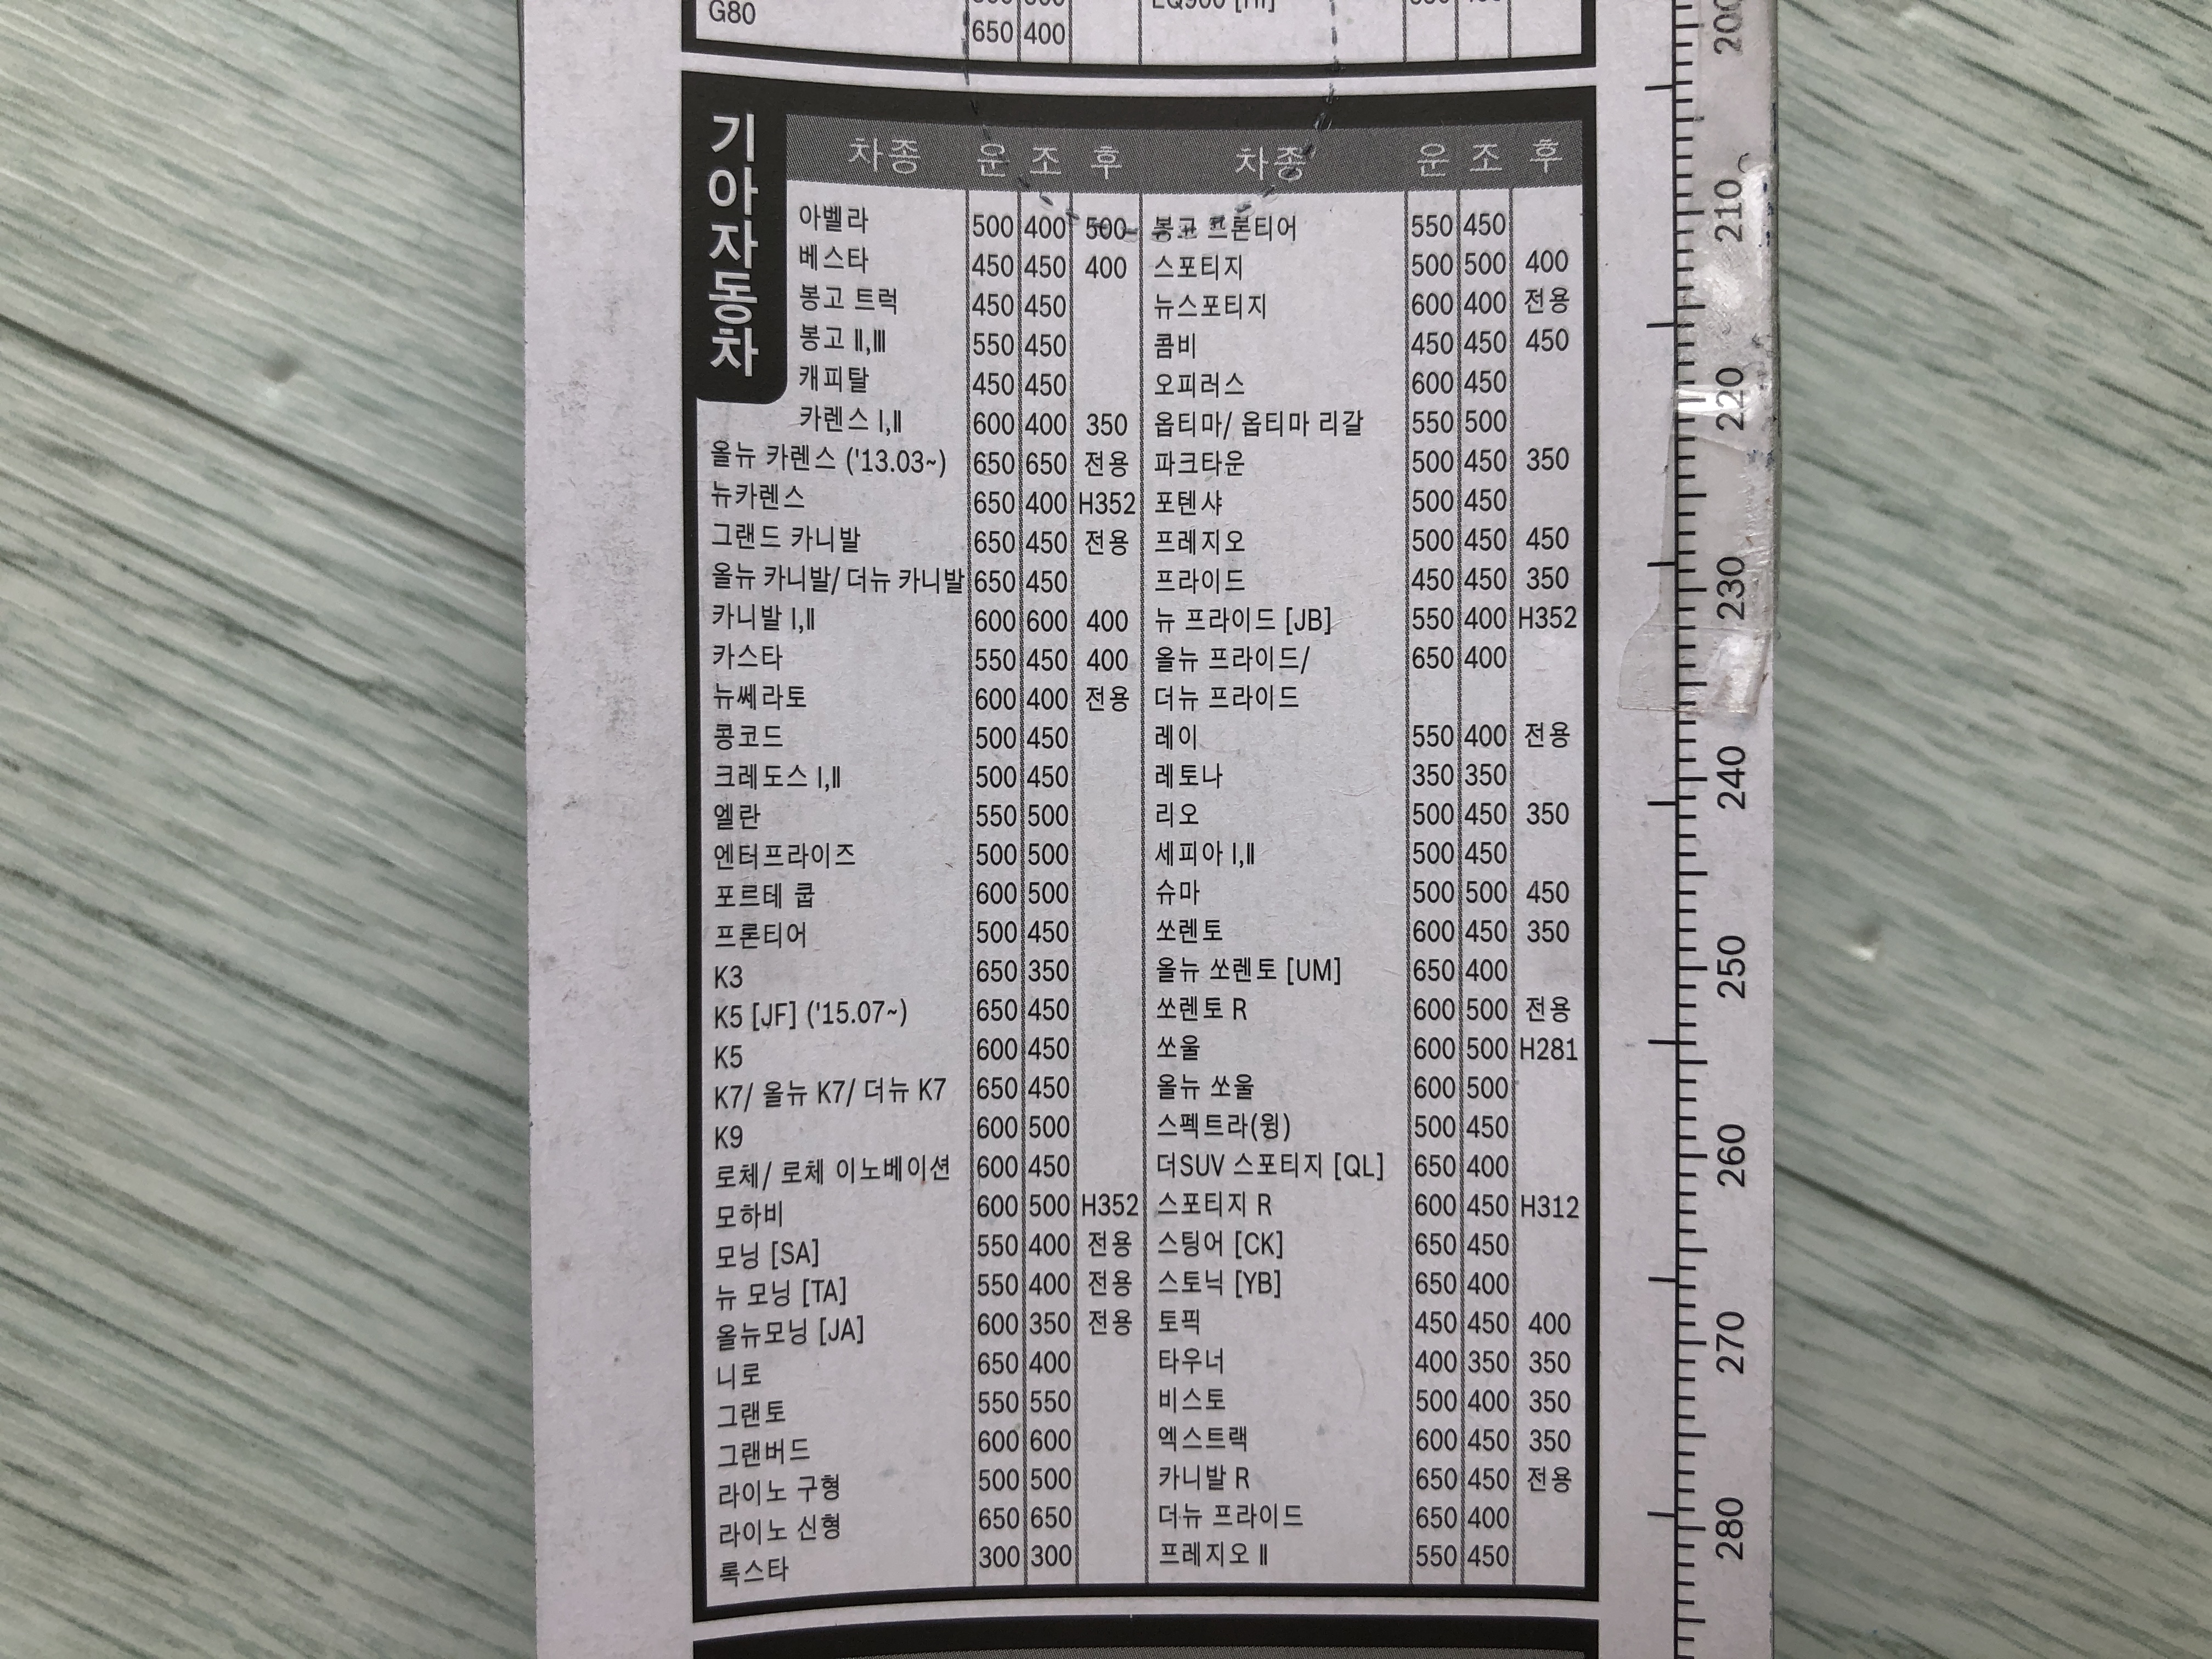 G80
650 400
기아자동차
차종 운 조 후 차종 운 조 후
아벨라 500 400 500 봉고 프론티어 550 450
베스타 450 450 400 스포티지 500 500 400
봉고 트럭 450 450 뉴스포티지 600 400 전용
봉고 Ⅱ,Ⅲ 550 450 콤비 450 450 450
캐피탈 450 450 오피러스 600 450
카렌스 Ⅰ,Ⅱ 600 400 350 옵티마/ 옵티마 리갈 550 500
올뉴 카렌스 ('13.03~) 650 650 전용 파크타운 500 450 350
뉴카렌스 650 400 H352 포텐샤 500 450
그랜드 카니발 650 450 전용 프레지오 500 450 450
올뉴 카니발/ 더뉴 카니발 650 450 프라이드 450 450 350
카니발 Ⅰ,Ⅱ 600 600 400 뉴 프라이드 [JB] 550 400 H352
카스타 550 450 400 올뉴 프라이드/ 650 400
뉴쎄라토 600 400 전용 더뉴 프라이드
콩코드 500 450 레이 550 400 전용
크레도스 Ⅰ,Ⅱ 500 450 레토나 350 350
엘란 550 500 리오 500 450 350
엔터프라이즈 500 500 세피아 Ⅰ,Ⅱ 500 450
포르테 쿱 600 500 슈마 500 500 450
프론티어 500 450 쏘렌토 600 450 350
K3 650 350 올뉴 쏘렌토 [UM] 650 400
K5 [JF] ('15.07~) 650 450 쏘렌토 R 600 500 전용
K5 600 450 쏘울 600 500 H281
K7/ 올뉴 K7/ 더뉴 K7 650 450 올뉴 쏘울 600 500
K9 600 500 스펙트라(윙) 500 450
로체/ 로체 이노베이션 600 450 더SUV 스포티지 [QL] 650 400
모하비 600 500 H352 스포티지 R 600 450 H312
모닝 [SA] 550 400 전용 스팅어 [CK] 650 450
뉴 모닝 [TA] 550 400 전용 스토닉 [YB] 650 400
올뉴모닝 [JA] 600 350 전용 토픽 450 450 400
니로 650 400 타우너 400 350 350
그랜토 550 550 비스토 500 400 350
그랜버드 600 600 엑스트랙 600 450 350
라이노 구형 500 500 카니발 R 650 450 전용
라이노 신형 650 650 더뉴 프라이드 650 400
록스타 300 300 프레지오 Ⅱ 550 450
200
210
220
230
240
250
260
270
280